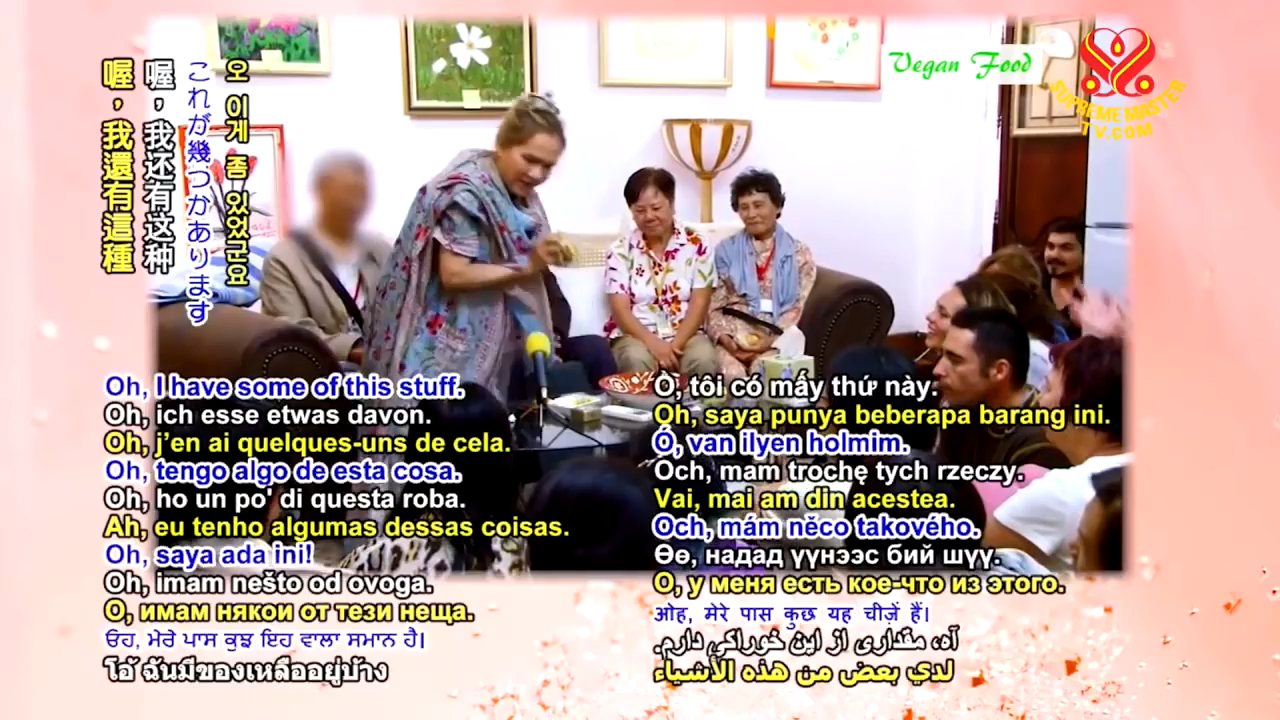 Vegan Food
SUPREME MASTER
TV.COM
喔，我還有這種
喔，我还有这种
これが幾つかあります
오 이게 좀 있었군요
Oh, I have some of this stuff.
Oh, ich esse etwas davon.
Oh, j’en ai quelques-uns de cela.
Oh, tengo algo de esta cosa.
Oh, ho un po' di questa roba.
Ah, eu tenho algumas dessas coisas.
Oh, saya ada ini!
Oh, imam nešto od ovoga.
О, имам някои от тези неща.
ਓਹ, ਮੇਰੇ ਪਾਸ ਕੁਝ ਇਹ ਵਾਲਾ ਸਮਾਨ ਹੈ।
โอ้ ฉันมีของเหลืออยู่บ้าง
Ồ, tôi có mấy thứ này.
Oh, saya punya beberapa barang ini.
Ó, van ilyen holmim.
Och, mam trochę tych rzeczy.
Vai, mai am din acestea.
Och, mám něco takového.
Өө, надад үүнээс бий шүү.
О, у меня есть кое-что из этого.
ओह, मेरे पास कुछ यह चीज़ें हैं।
آه، مقداری از این خوراکی دارم.
لدي بعض من هذه الأشياء